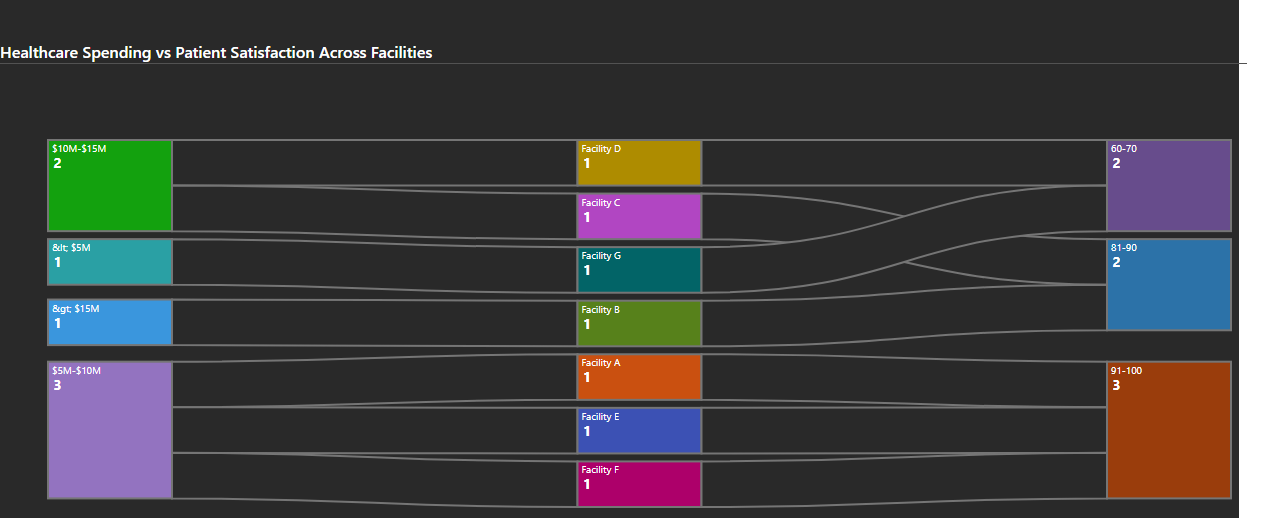 Healthcare Spending vs Patient Satisfaction Across Facilities
$10M-$15M
2
&lt; $5M
1
&gt; $15M
1
$5M-$10M
3
Facility D
1
Facility C
1
Facility G
1
Facility B
1
Facility A
1
Facility E
1
Facility F
1
60-70
2
81-90
2
91-100
3